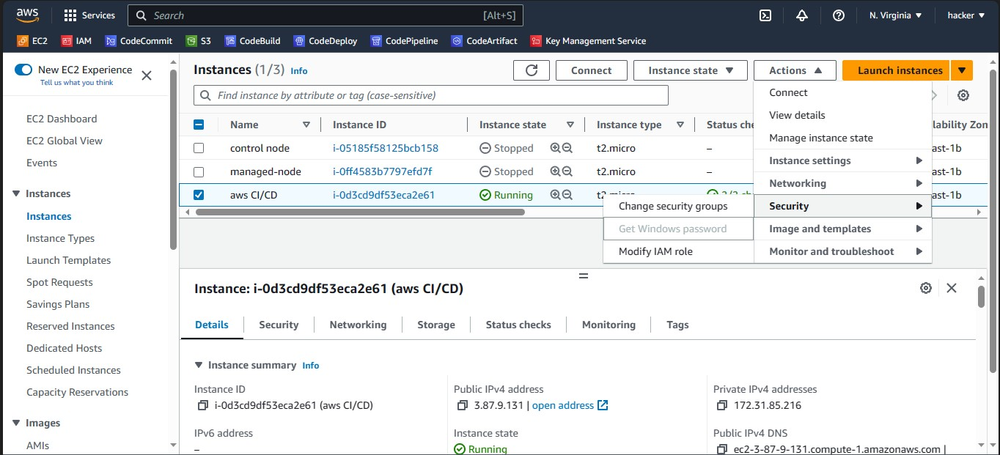 aws
Services
Search
[Alt+S]
N. Virginia
hacker
EC2
IAM
CodeCommit
S3
CodeBuild
CodeDeploy
CodePipeline
CodeArtifact
Key Management Service
New EC2 Experience
Tell us what you think
EC2 Dashboard
EC2 Global View
Events
Instances
Instances
Instance Types
Launch Templates
Spot Requests
Savings Plans
Reserved Instances
Dedicated Hosts
Scheduled Instances
Capacity Reservations
Images
AMIs
Instances (1/3) Info
Connect
Instance state
Actions
Launch instances
Find instance by attribute or tag (case-sensitive)
Name
Instance ID
Instance state
Instance type
Status che
lability Zon
control node
i-05185f58125bcb158
Stopped
t2.micro
–
ast-1b
managed-node
i-0ff4583b7797efd7f
Stopped
t2.micro
–
ast-1b
aws CI/CD
i-0d3cd9df53eca2e61
Running
t2.micro
2/2 ch
ast-1b
Connect
View details
Manage instance state
Instance settings
Networking
Security
Image and templates
Monitor and troubleshoot
Change security groups
Get Windows password
Modify IAM role
Instance: i-0d3cd9df53eca2e61 (aws CI/CD)
Details
Security
Networking
Storage
Status checks
Monitoring
Tags
Instance summary Info
Instance ID
i-0d3cd9df53eca2e61 (aws CI/CD)
Public IPv4 address
3.87.9.131 | open address
Private IPv4 addresses
172.31.85.216
IPv6 address
–
Instance state
Running
Public IPv4 DNS
ec2-3-87-9-131.compute-1.amazonaws.com |